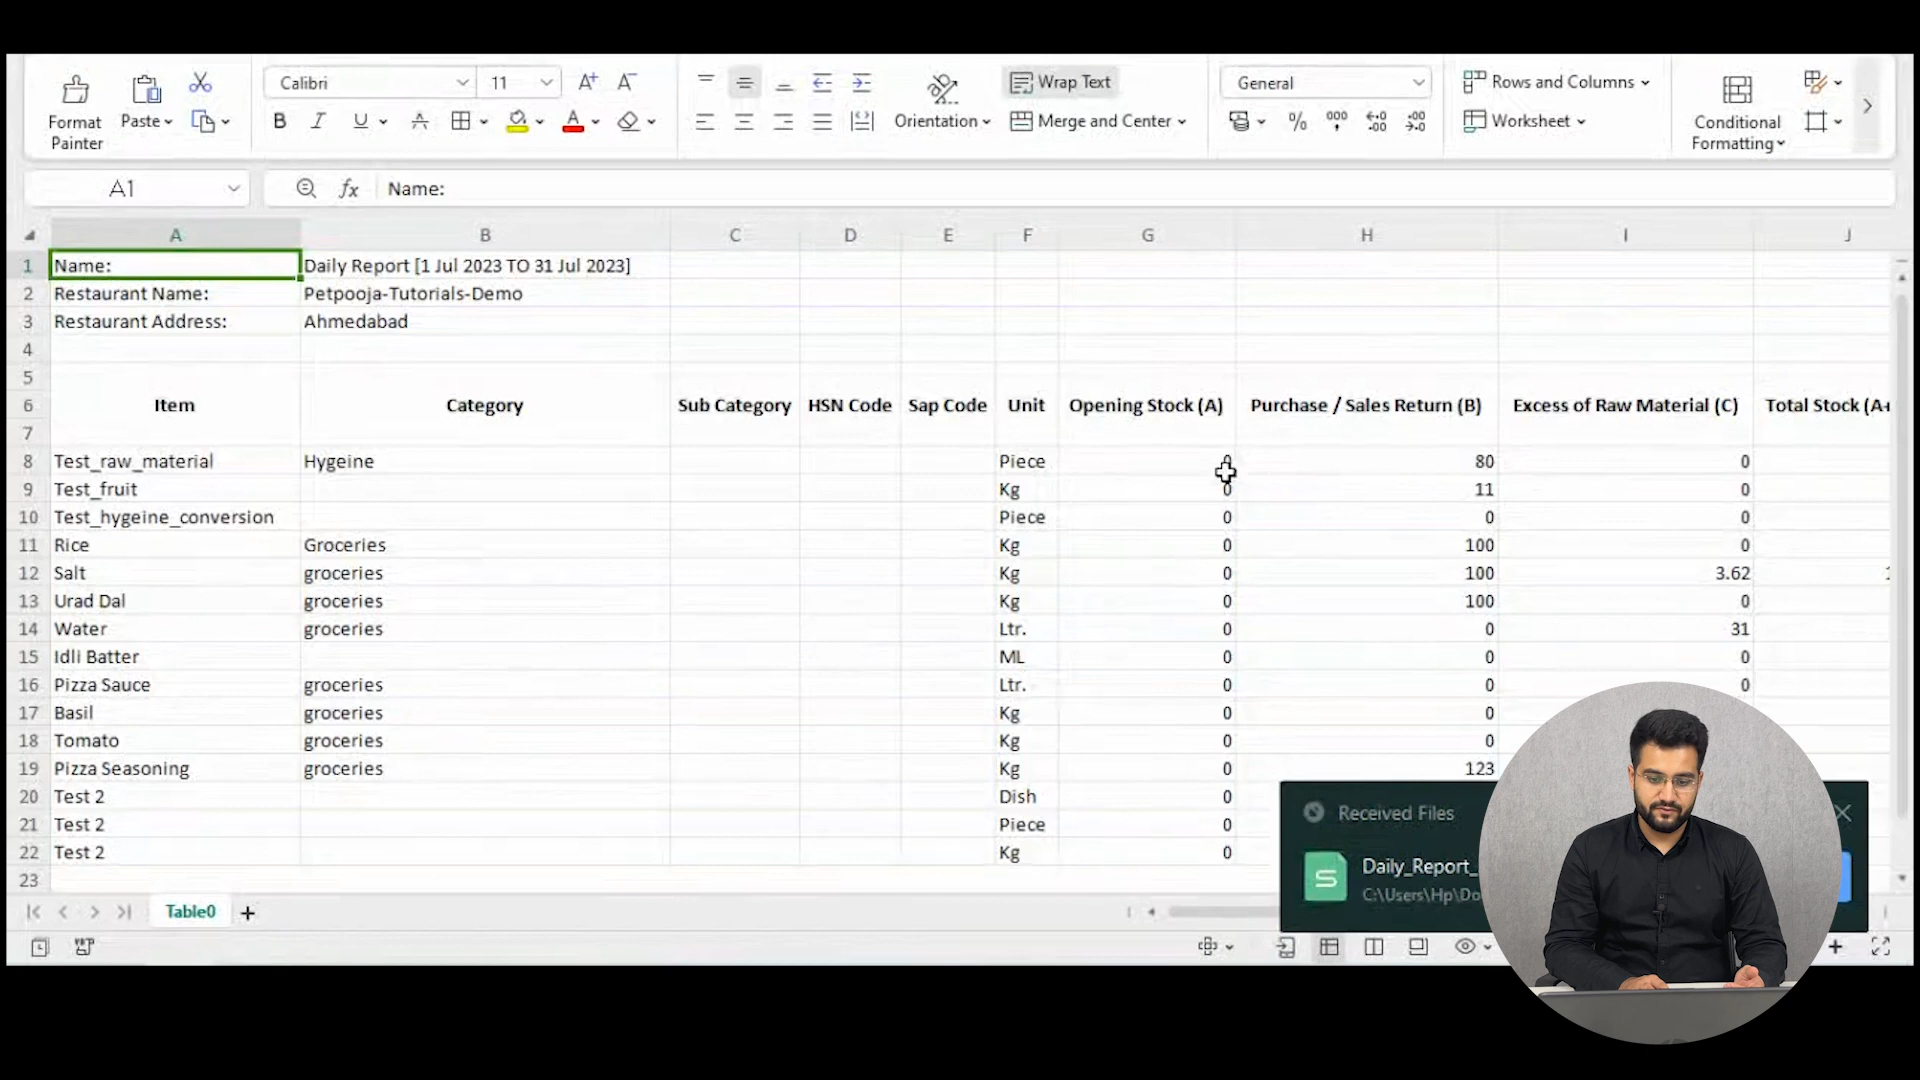 Calibri 11 Wrap Text General Rows and Columns
Format Painter Paste B I U A A Orientation Merge and Center % Worksheet Conditional Formatting
A1 fx Name:
A B C D E F G H I J
1 Name: Daily Report [1 Jul 2023 TO 31 Jul 2023]
2 Restaurant Name: Petpooja-Tutorials-Demo
3 Restaurant Address: Ahmedabad
4
5
6 Item Category Sub Category HSN Code Sap Code Unit Opening Stock (A) Purchase / Sales Return (B) Excess of Raw Material (C) Total Stock (A+
7
8 Test_raw_material Hygeine Piece 0 80 0
9 Test_fruit Kg 0 11 0
10 Test_hygeine_conversion Piece 0 0 0
11 Rice Groceries Kg 0 100 0
12 Salt groceries Kg 0 100 3.62
13 Urad Dal groceries Kg 0 100 0
14 Water groceries Ltr. 0 0 31
15 Idli Batter ML 0 0 0
16 Pizza Sauce groceries Ltr. 0 0 0
17 Basil groceries Kg 0 0
18 Tomato groceries Kg 0 0
19 Pizza Seasoning groceries Kg 0 123
20 Test 2 Dish 0
21 Test 2 Piece 0
22 Test 2 Kg 0
23
Received Files
Daily_Report_
C:\Users\Hp\Do
Table0